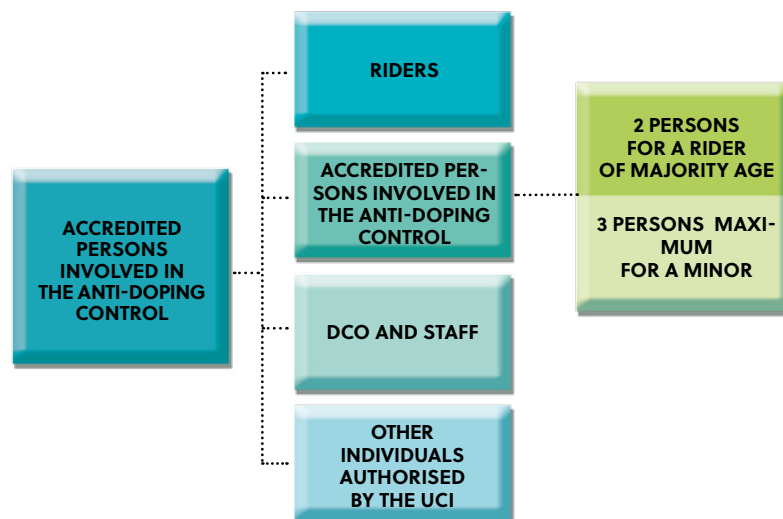 ACCREDITED
PERSONS
INVOLVED IN
THE ANTI-DOPING
CONTROL
RIDERS
ACCREDITED PER-
SONS INVOLVED IN
THE ANTI-DOPING
CONTROL
2 PERSONS
FOR A RIDER
OF MAJORITY AGE
3 PERSONS MAXI-
MUM
FOR A MINOR
DCO AND STAFF
OTHER
INDIVIDUALS
AUTHORISED
BY THE UCI